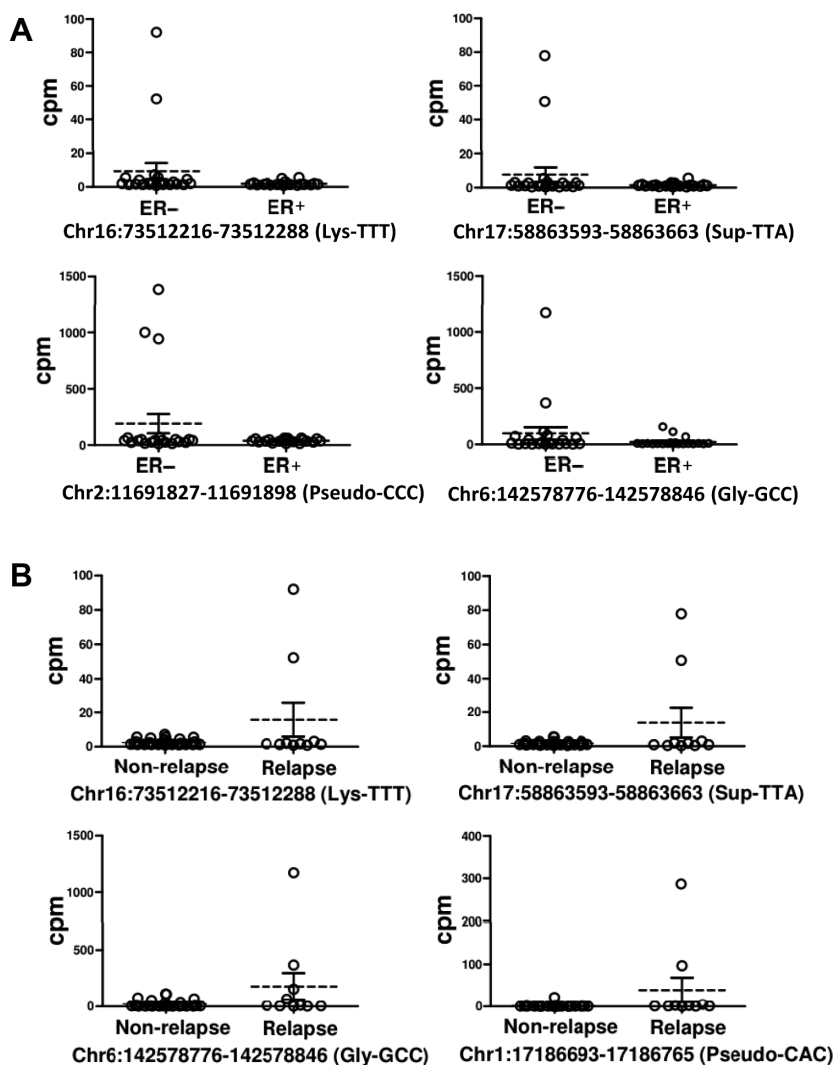 A
100
80
60
40
20
0
cpm
ER– ER+
Chr16:73512216-73512288 (Lys-TTT)
100
80
60
40
20
0
cpm
ER– ER+
Chr17:58863593-58863663 (Sup-TTA)
1500
1000
500
0
cpm
ER– ER+
Chr2:11691827-11691898 (Pseudo-CCC)
1500
1000
500
0
cpm
ER– ER+
Chr6:142578776-142578846 (Gly-GCC)
B
100
80
60
40
20
0
cpm
Non-relapse Relapse
Chr16:73512216-73512288 (Lys-TTT)
100
80
60
40
20
0
cpm
Non-relapse Relapse
Chr17:58863593-58863663 (Sup-TTA)
1500
1000
500
0
cpm
Non-relapse Relapse
Chr6:142578776-142578846 (Gly-GCC)
400
300
200
100
0
cpm
Non-relapse Relapse
Chr1:17186693-17186765 (Pseudo-CAC)